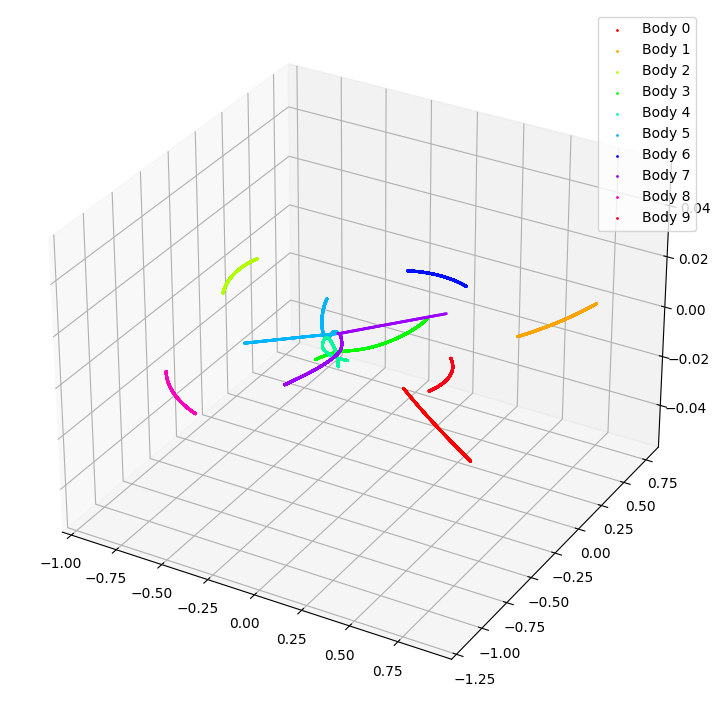 Body 0
Body 1
Body 2
Body 3
Body 4
Body 5
Body 6
Body 7
Body 8
Body 9
0.04
0.02
0.00
−0.02
−0.04
0.75
0.50
0.25
0.00
−0.25
−0.50
−0.75
−1.00
−1.25
−1.00
−0.75
−0.50
−0.25
0.00
0.25
0.50
0.75